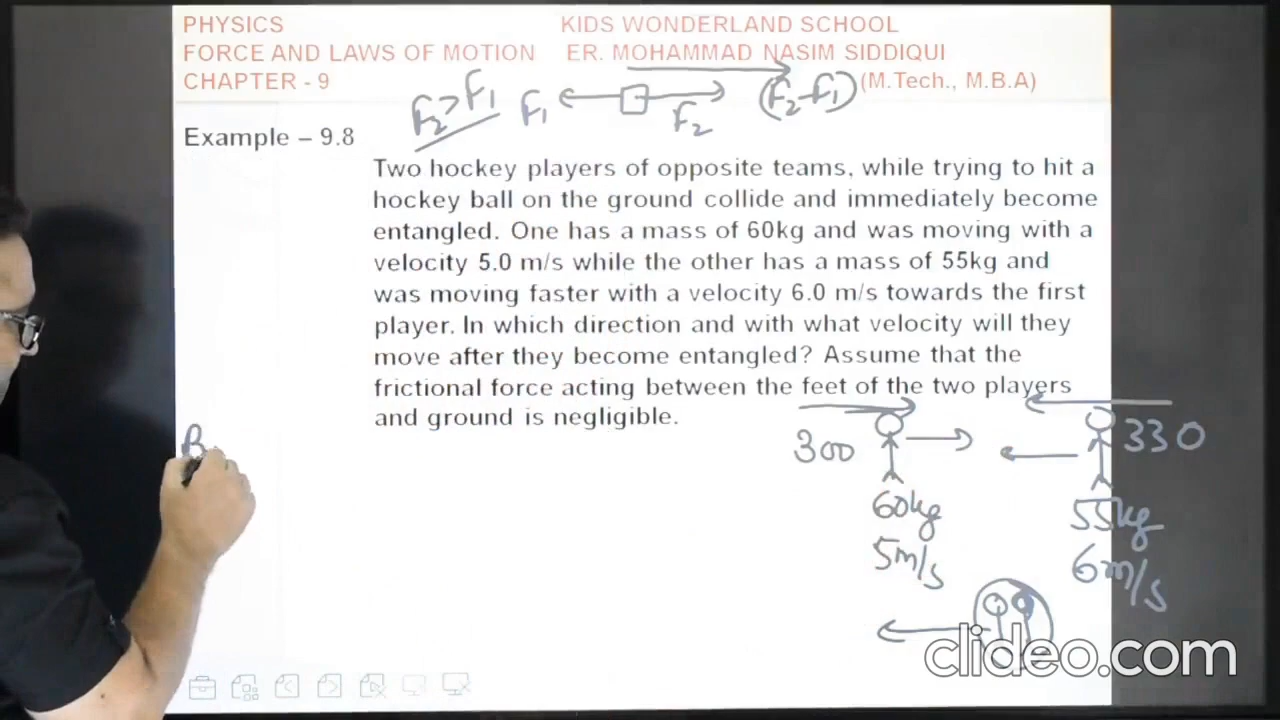 PHYSICS KIDS WONDERLAND SCHOOL
FORCE AND LAWS OF MOTION ER. MOHAMMAD NASIM SIDDIQUI
CHAPTER - 9 (M.Tech., M.B.A)
F₂ > F₁ F₁ F₂ (F₂-F₁)
Example – 9.8
Two hockey players of opposite teams, while trying to hit a
hockey ball on the ground collide and immediately become
entangled. One has a mass of 60kg and was moving with a
velocity 5.0 m/s while the other has a mass of 55kg and
was moving faster with a velocity 6.0 m/s towards the first
player. In which direction and with what velocity will they
move after they become entangled? Assume that the
frictional force acting between the feet of the two players
and ground is negligible.
300 330
B
60kg 55kg
5m/s 6m/s
clideo.com